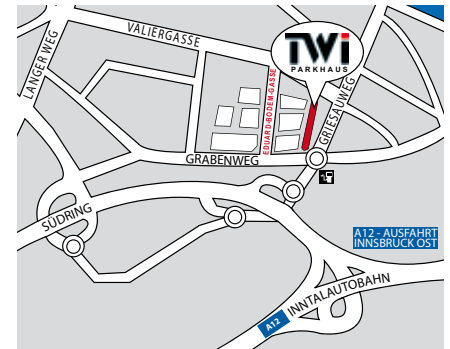 VALIERGASSE
TWi
PARKHAUS
LANGER WEG
EDUARD-BODEM-GASSE
GRIESAUWEG
GRABENWEG
SÜDRING
A12 - AUSFAHRT
INNSBRUCK OST
INNTALAUTOBAHN
A12